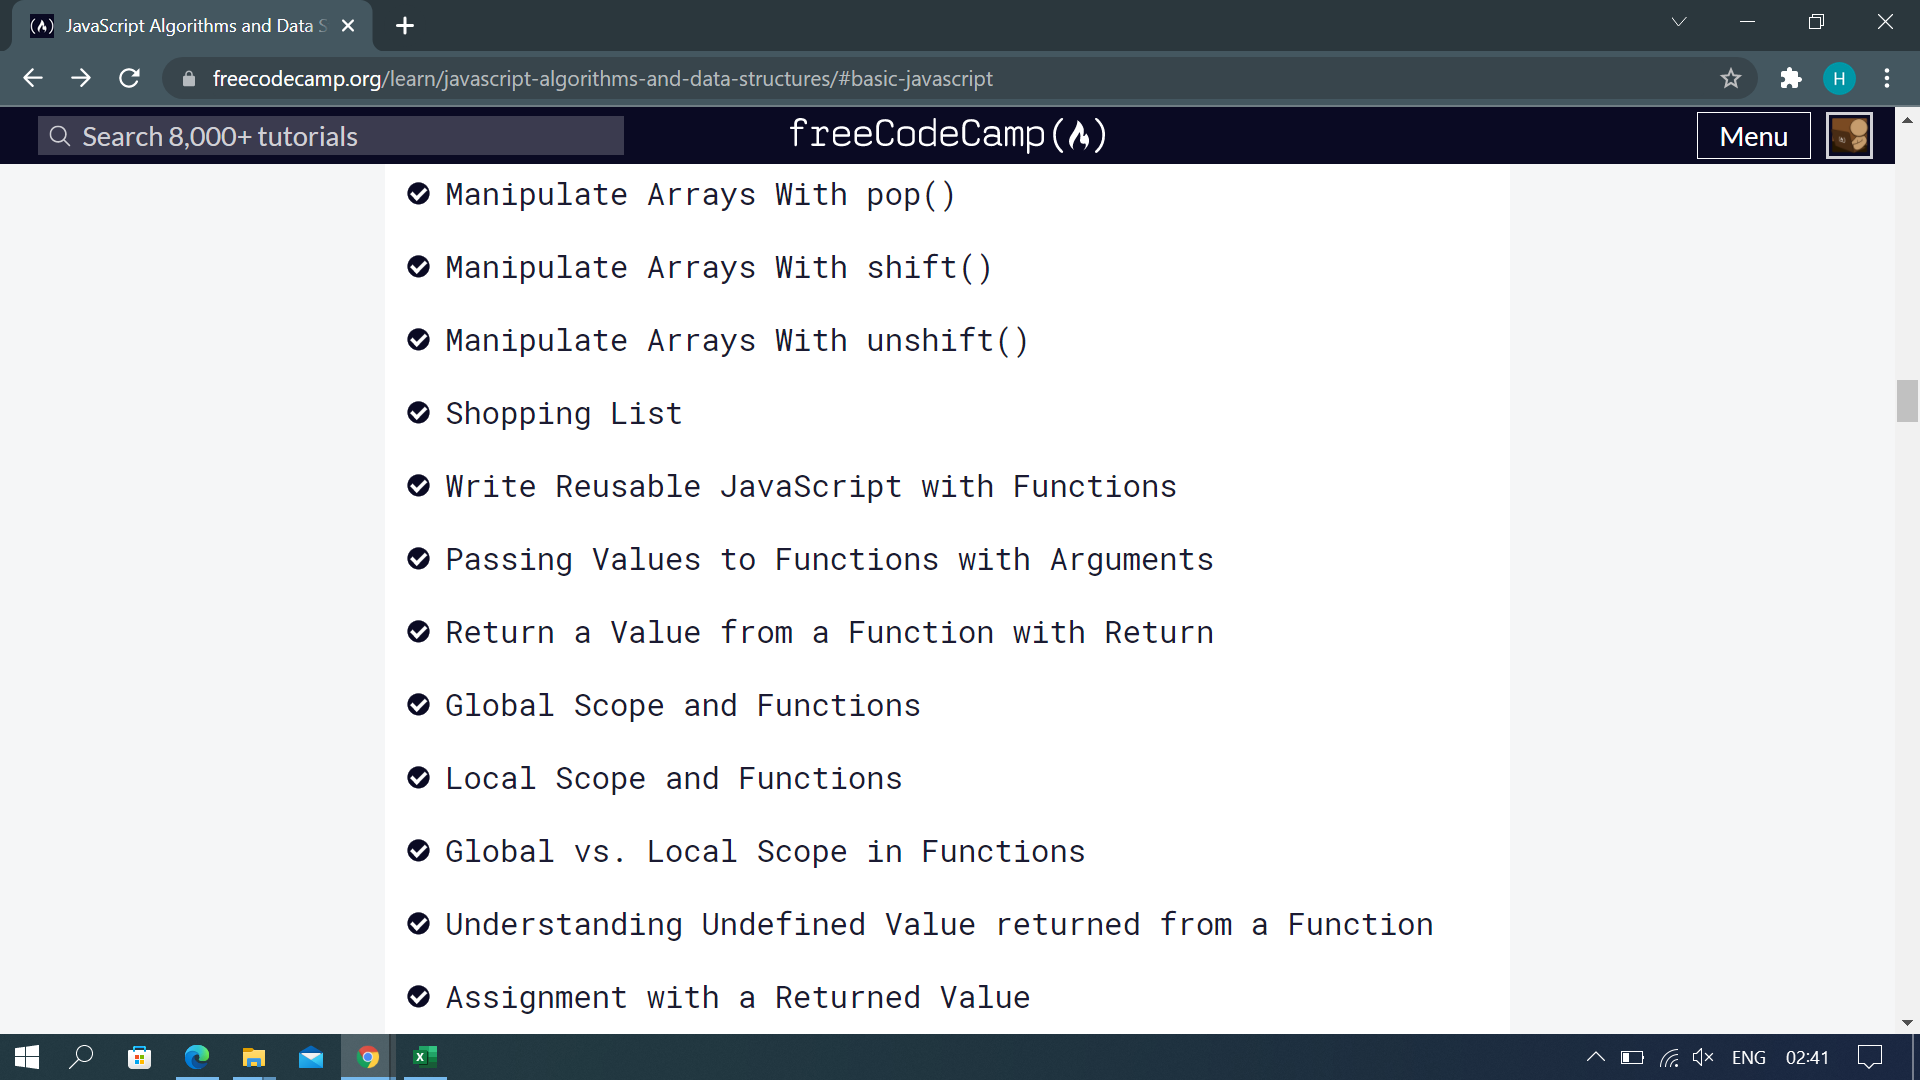 JavaScript Algorithms and Data S
freecodecamp.org/learn/javascript-algorithms-and-data-structures/#basic-javascript
H
Search 8,000+ tutorials
freeCodeCamp
Menu
Manipulate Arrays With pop()
Manipulate Arrays With shift()
Manipulate Arrays With unshift()
Shopping List
Write Reusable JavaScript with Functions
Passing Values to Functions with Arguments
Return a Value from a Function with Return
Global Scope and Functions
Local Scope and Functions
Global vs. Local Scope in Functions
Understanding Undefined Value returned from a Function
Assignment with a Returned Value
ENG
02:41